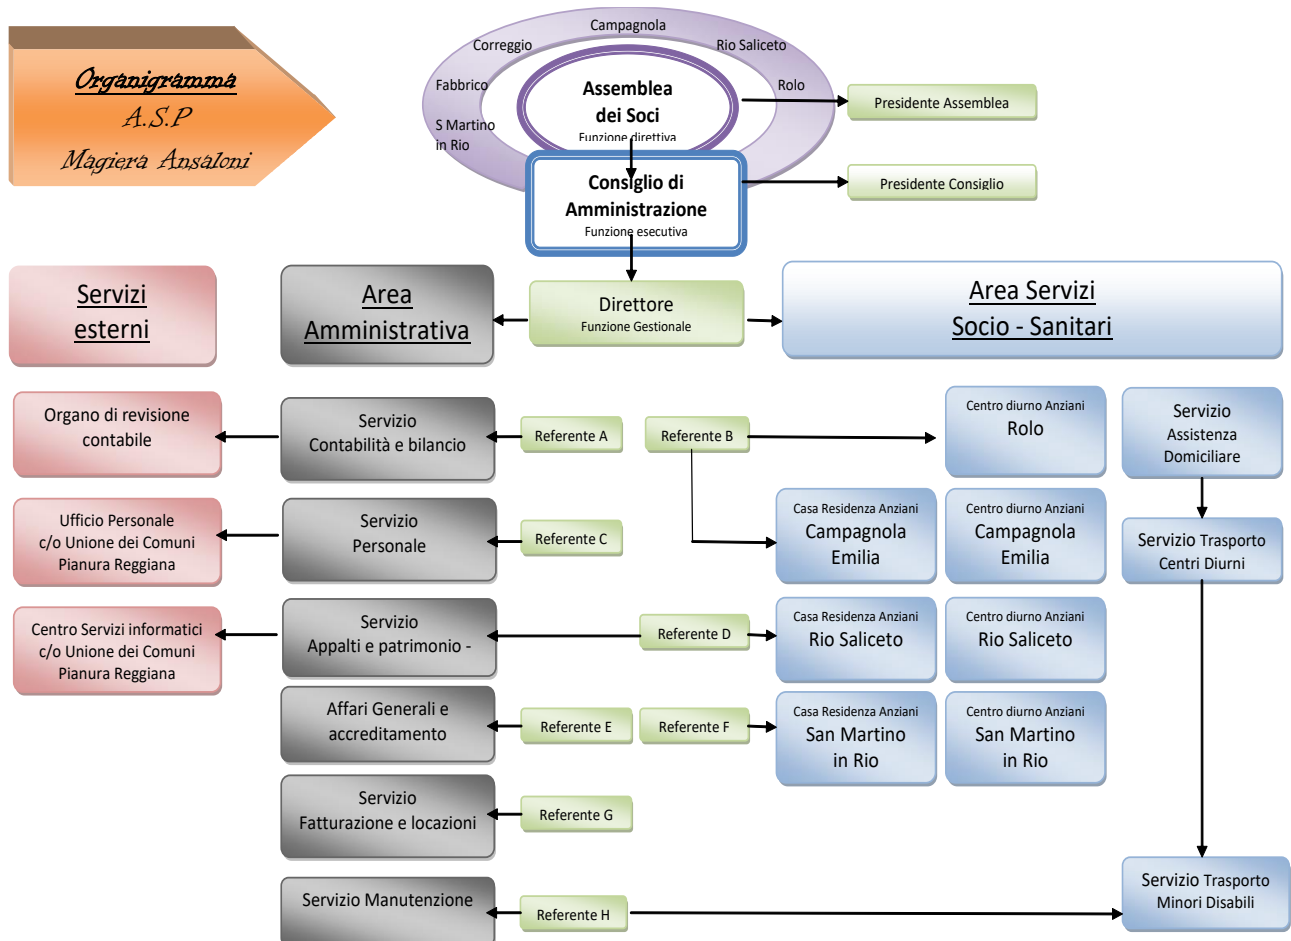 Organigramma
A.S.P
Magiera Ansaloni
Campagnola
Correggio
Rio Saliceto
Fabbrico
Rolo
S Martino
in Rio
Assemblea
dei Soci
Funzione direttiva
Presidente Assemblea
Consiglio di
Amministrazione
Funzione esecutiva
Presidente Consiglio
Servizi
esterni
Area
Amministrativa
Direttore
Funzione Gestionale
Area Servizi
Socio - Sanitari
Organo di revisione
contabile
Servizio
Contabilità e bilancio
Referente A
Referente B
Centro diurno Anziani
Rolo
Servizio
Assistenza
Domiciliare
Ufficio Personale
c/o Unione dei Comuni
Pianura Reggiana
Servizio
Personale
Referente C
Casa Residenza Anziani
Campagnola
Emilia
Centro diurno Anziani
Campagnola
Emilia
Servizio Trasporto
Centri Diurni
Centro Servizi informatici
c/o Unione dei Comuni
Pianura Reggiana
Servizio
Appalti e patrimonio -
Referente D
Casa Residenza Anziani
Rio Saliceto
Centro diurno Anziani
Rio Saliceto
Affari Generali e
accreditamento
Referente E
Referente F
Casa Residenza Anziani
San Martino
in Rio
Centro diurno Anziani
San Martino
in Rio
Servizio
Fatturazione e locazioni
Referente G
Servizio Manutenzione
Referente H
Servizio Trasporto
Minori Disabili